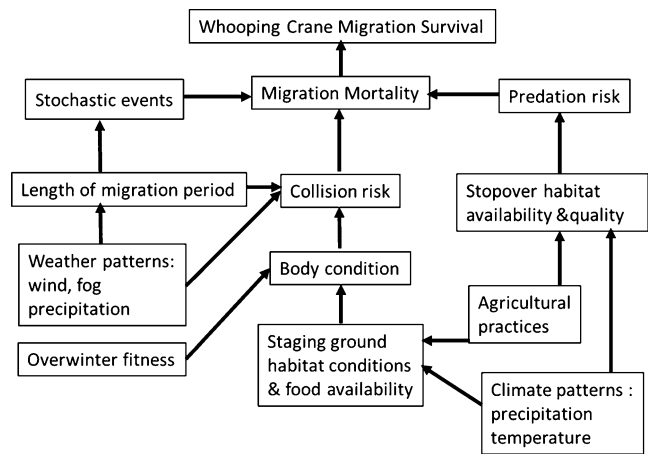 Whooping Crane Migration Survival
Stochastic events
Migration Mortality
Predation risk
Length of migration period
Collision risk
Stopover habitat
availability &quality
Weather patterns:
wind, fog
precipitation
Body condition
Agricultural
practices
Overwinter fitness
Staging ground
habitat conditions
& food availability
Climate patterns :
precipitation
temperature